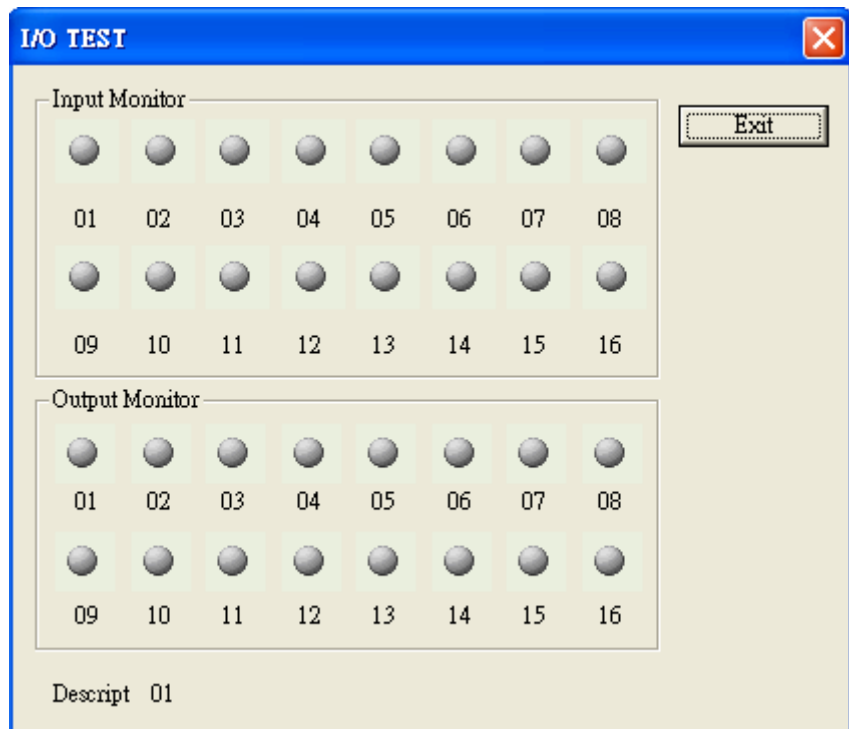 I/O TEST
Input Monitor
Exit
01 02 03 04 05 06 07 08
09 10 11 12 13 14 15 16
Output Monitor
01 02 03 04 05 06 07 08
09 10 11 12 13 14 15 16
Descript 01